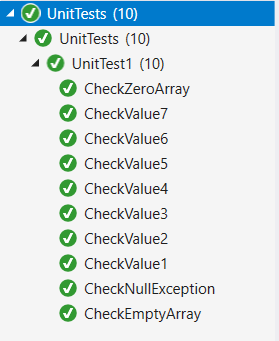 UnitTests (10)
UnitTests (10)
UnitTest1 (10)
CheckZeroArray
CheckValue7
CheckValue6
CheckValue5
CheckValue4
CheckValue3
CheckValue2
CheckValue1
CheckNullException
CheckEmptyArray